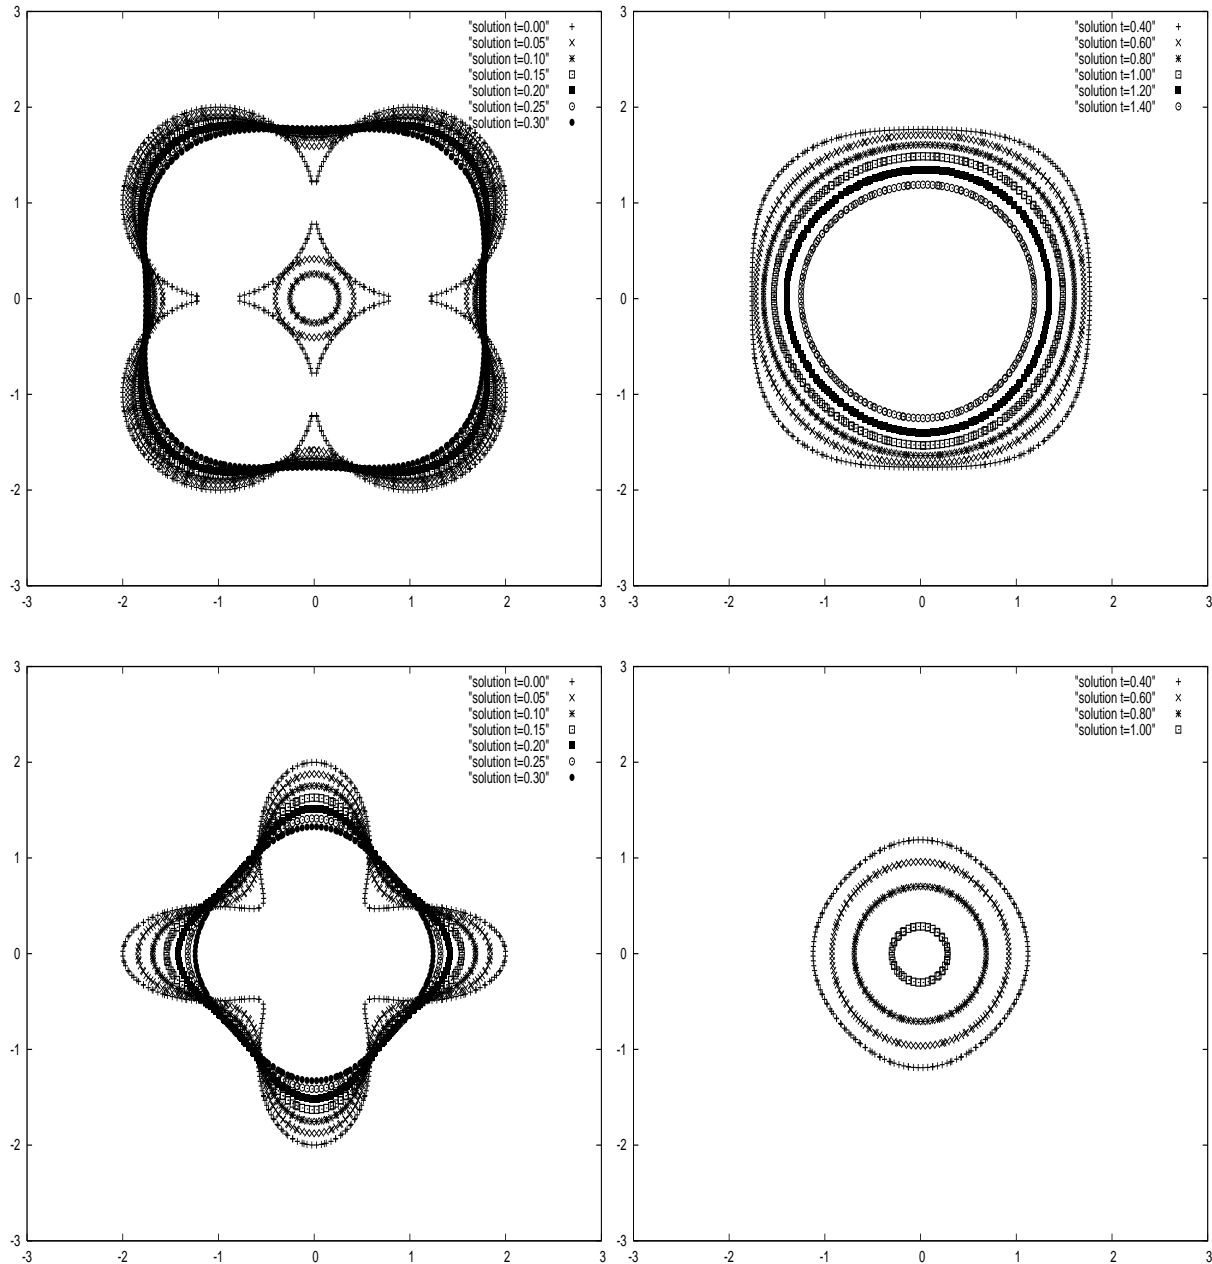 "solution t=0.00"
"solution t=0.05"
"solution t=0.10"
"solution t=0.15"
"solution t=0.20"
"solution t=0.25"
"solution t=0.30"
3
2
1
0
-1
-2
-3
-3 -2 -1 0 1 2 3
"solution t=0.40"
"solution t=0.60"
"solution t=0.80"
"solution t=1.00"
"solution t=1.20"
"solution t=1.40"
3
2
1
0
-1
-2
-3
-3 -2 -1 0 1 2 3
"solution t=0.00"
"solution t=0.05"
"solution t=0.10"
"solution t=0.15"
"solution t=0.20"
"solution t=0.25"
"solution t=0.30"
3
2
1
0
-1
-2
-3
-3 -2 -1 0 1 2 3
"solution t=0.40"
"solution t=0.60"
"solution t=0.80"
"solution t=1.00"
3
2
1
0
-1
-2
-3
-3 -2 -1 0 1 2 3